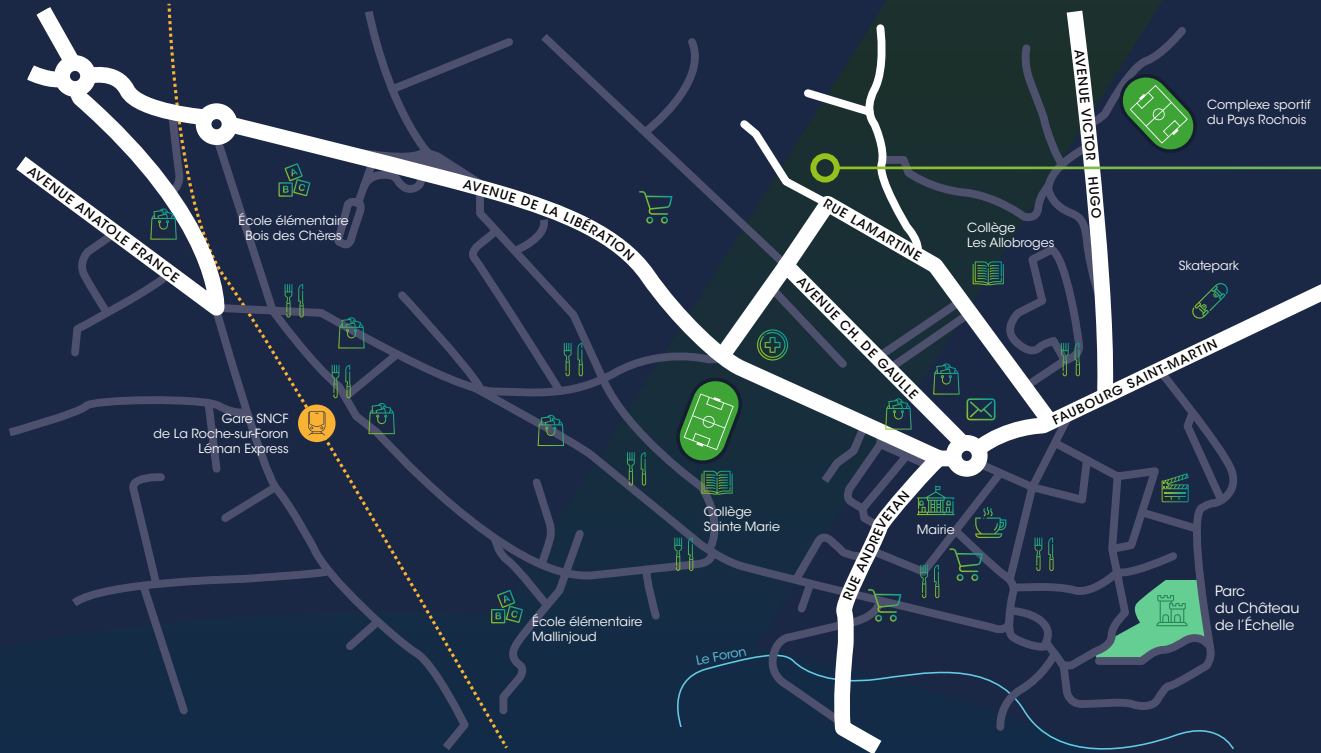 AVENUE VICTOR HUGO
Complexe sportif
du Pays Rochois
AVENUE ANATOLE FRANCE
A
B C
École élémentaire
Bois des Chères
AVENUE DE LA LIBÉRATION
RUE LAMARTINE
Collège
Les Allobroges
Skatepark
AVENUE CH. DE GAULLE
FAUBOURG SAINT-MARTIN
Gare SNCF
de La Roche-sur-Foron
Léman Express
Collège
Sainte Marie
RUE ANDREVETAN
Mairie
A
B C
École élémentaire
Mallinjoud
Parc
du Château
de l'Échelle
Le Foron